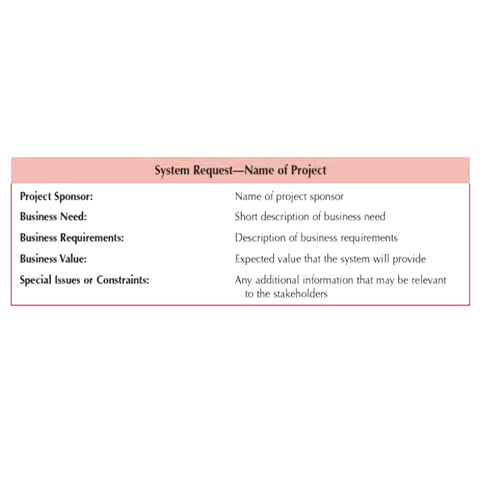 System Request—Name of Project
Project Sponsor: Name of project sponsor
Business Need: Short description of business need
Business Requirements: Description of business requirements
Business Value: Expected value that the system will provide
Special Issues or Constraints: Any additional information that may be relevant
to the stakeholders